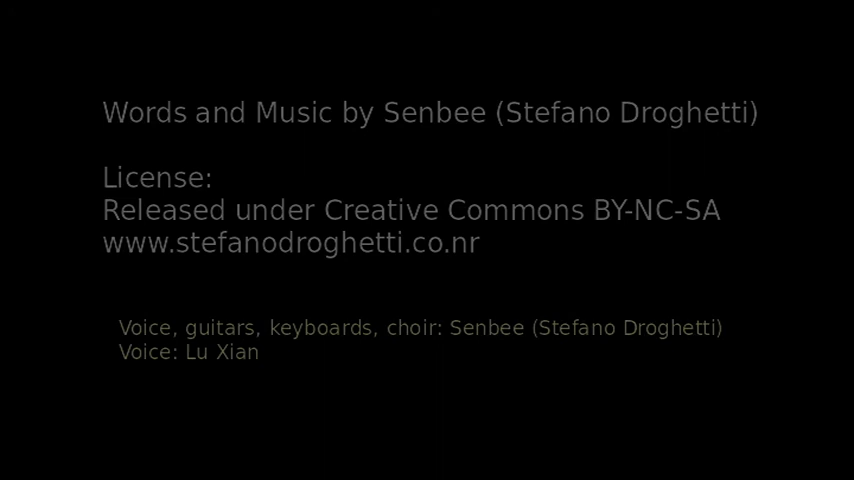 Words and Music by Senbee (Stefano Droghetti)
License:
Released under Creative Commons BY-NC-SA
www.stefanodroghetti.co.nr
Voice, guitars, keyboards, choir: Senbee (Stefano Droghetti)
Voice: Lu Xian